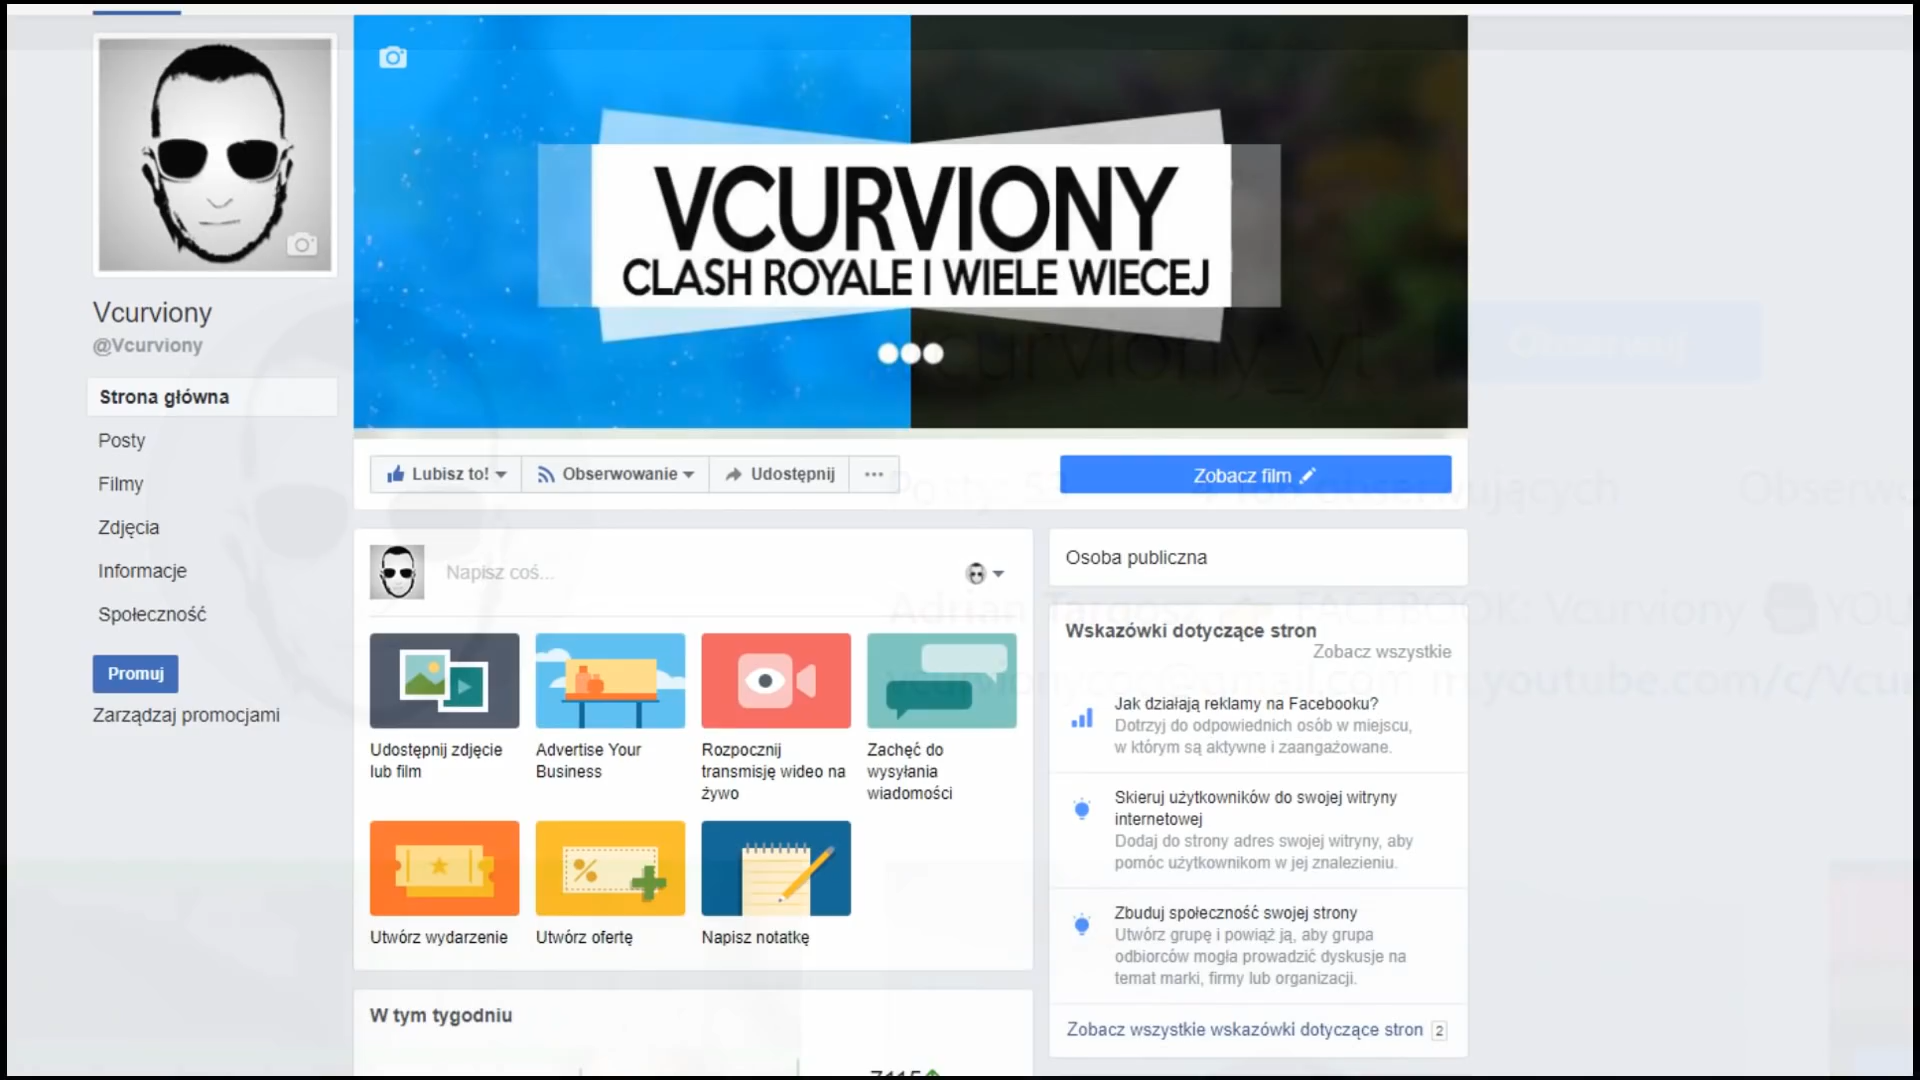 VCURVIONY
CLASH ROYALE I WIELE WIECEJ
Vcurviony
@Vcurviony
Strona główna
Posty
Filmy
Zdjęcia
Informacje
Społeczność
Promuj
Zarządzaj promocjami
vcurviony_yt
Lubisz to!
Obserwowanie
Udostępnij
Zobacz film
obserwujących
Napisz coś...
Osoba publiczna
Adrian
FACEBOOK: Vcurviony
Wskazówki dotyczące stron
Zobacz wszystkie
Jak działają reklamy na Facebooku?
Dotrzyj do odpowiednich osób w miejscu,
w którym są aktywne i zaangażowane.
Udostępnij zdjęcie
lub film
Advertise Your
Business
Rozpocznij
transmisję wideo na
żywo
Zachęć do
wysyłania
wiadomości
Skieruj użytkowników do swojej witryny
internetowej
Dodaj do strony adres swojej witryny, aby
pomóc użytkownikom w jej znalezieniu.
Utwórz wydarzenie
Utwórz ofertę
Napisz notatkę
Zbuduj społeczność swojej strony
Utwórz grupę i powiąż ją, aby grupa
odbiorców mogła prowadzić dyskusje na
temat marki, firmy lub organizacji.
Zobacz wszystkie wskazówki dotyczące stron 2
W tym tygodniu